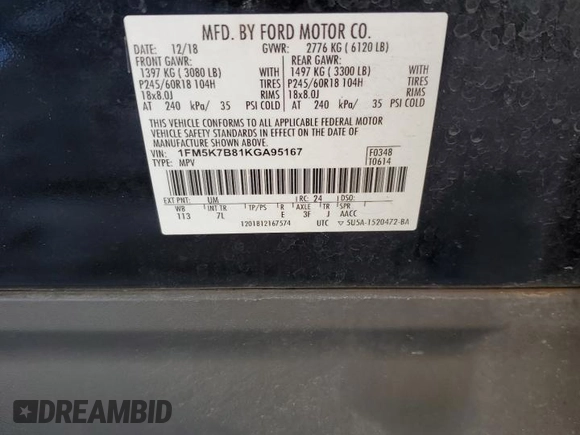 MFD. BY FORD MOTOR CO.
DATE: 12/18 GVWR: 2776 KG ( 6120 LB)
FRONT GAWR: REAR GAWR:
1397 KG ( 3080 LB) WITH 1497 KG ( 3300 LB) WITH
P245/60R18 104H TIRES P245/60R18 104H TIRES
18x8.0J RIMS 18x8.0J RIMS
AT 240 kPa/ 35 PSI COLD AT 240 kPa/ 35 PSI COLD
THIS VEHICLE CONFORMS TO ALL APPLICABLE FEDERAL MOTOR
VEHICLE SAFETY STANDARDS IN EFFECT ON THE DATE OF MANUFACTURE
SHOWN ABOVE.
VIN: 1FM5K7B81KGA95167 F0348
TYPE: MPV T0614
EXT PNT: UM RC: 24 DSO:
WB INT TR TP/PS R AXLE TR SPR
113 7L E 3F J AACC
1201812167574 UTC ▽ SU5A-1520472-BA
DREAMBID